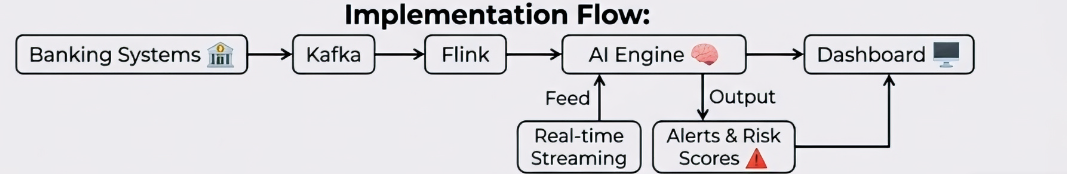 Implementation Flow:
Banking Systems 🏦
Kafka
Flink
AI Engine 🧠
Dashboard 🖥️
Feed
Output
Real-time
Streaming
Alerts & Risk
Scores ⚠️